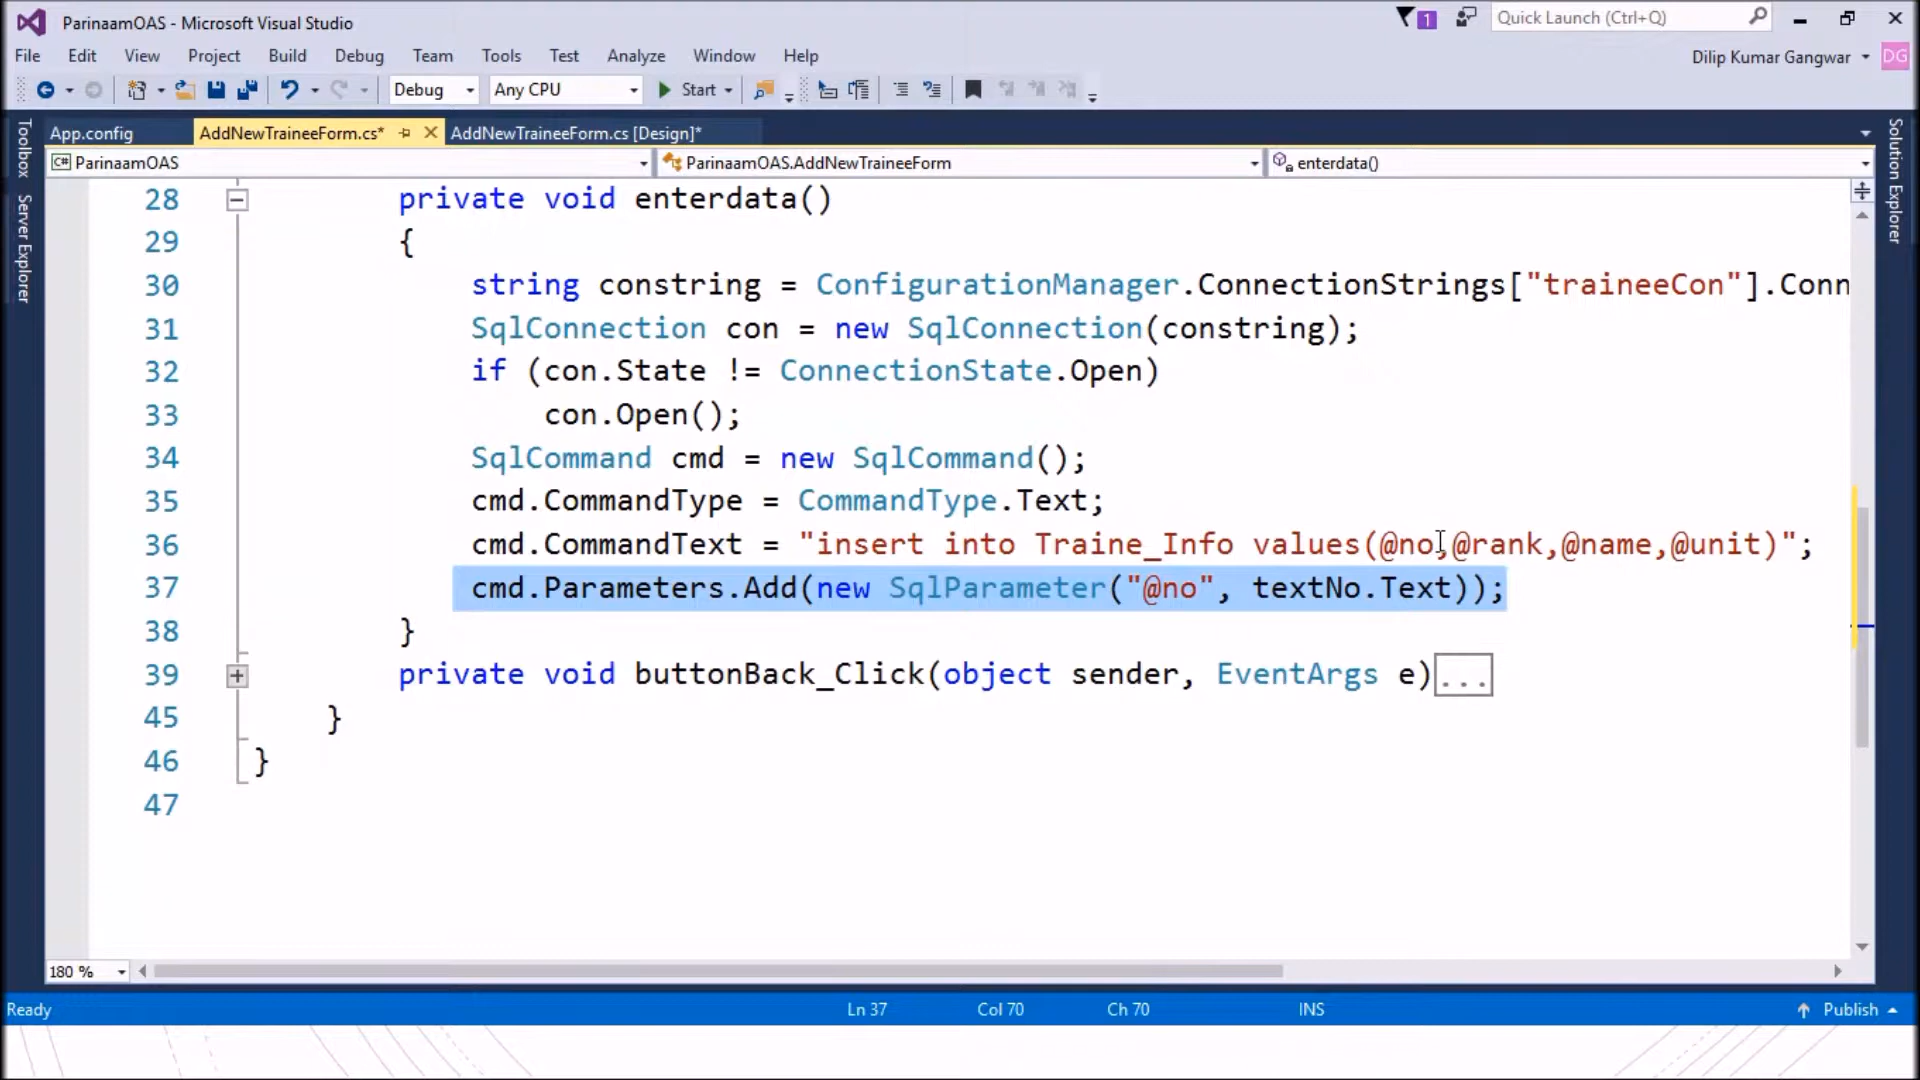 ParinaamOAS - Microsoft Visual Studio
1
Quick Launch (Ctrl+Q)
File Edit View Project Build Debug Team Tools Test Analyze Window Help
Dilip Kumar Gangwar
DG
Debug
Any CPU
Start
App.config
AddNewTraineeForm.cs*
AddNewTraineeForm.cs [Design]*
Toolbox
Server Explorer
Solution Explorer
C# ParinaamOAS
ParinaamOAS.AddNewTraineeForm
enterdata()
28 private void enterdata()
29 {
30 string constring = ConfigurationManager.ConnectionStrings["traineeCon"].Conn
31 SqlConnection con = new SqlConnection(constring);
32 if (con.State != ConnectionState.Open)
33 con.Open();
34 SqlCommand cmd = new SqlCommand();
35 cmd.CommandType = CommandType.Text;
36 cmd.CommandText = "insert into Traine_Info values(@no,@rank,@name,@unit)";
37 cmd.Parameters.Add(new SqlParameter("@no", textNo.Text));
38 }
39 private void buttonBack_Click(object sender, EventArgs e)...
45 }
46 }
47
180 %
Ready
Ln 37
Col 70
Ch 70
INS
Publish